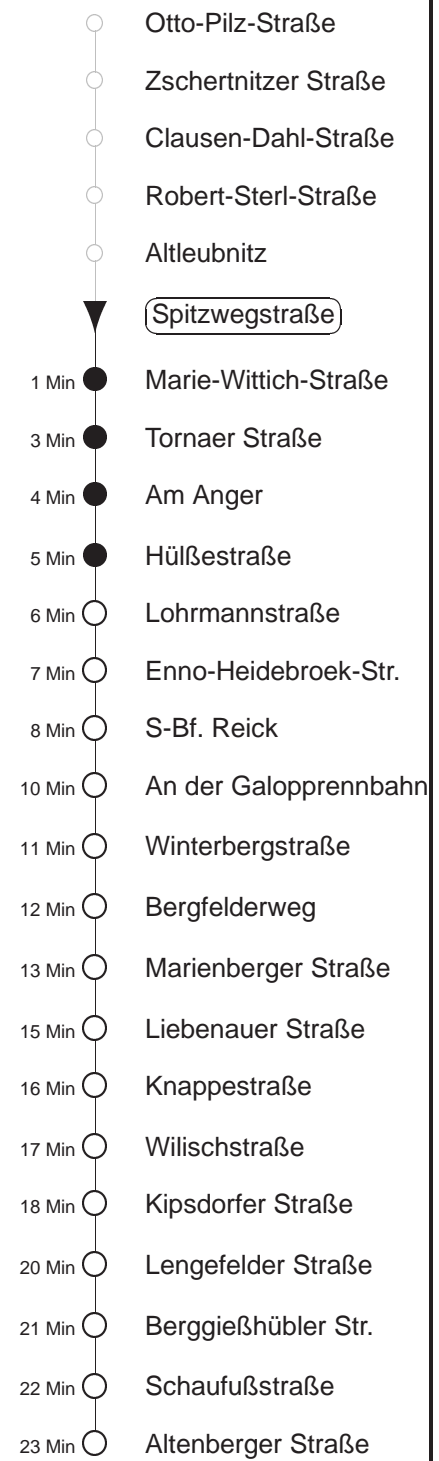 Otto-Pilz-Straße
Zschertnitzer Straße
Clausen-Dahl-Straße
Robert-Sterl-Straße
Altleubnitz
Spitzwegstraße
1 Min Marie-Wittich-Straße
3 Min Tornaer Straße
4 Min Am Anger
5 Min Hülßestraße
6 Min Lohrmannstraße
7 Min Enno-Heidebroek-Str.
8 Min S-Bf. Reick
10 Min An der Galopprennbahn
11 Min Winterbergstraße
12 Min Bergfelderweg
13 Min Marienberger Straße
15 Min Liebenauer Straße
16 Min Knappestraße
17 Min Wilischstraße
18 Min Kipsdorfer Straße
20 Min Lengefelder Straße
21 Min Berggießhübler Str.
22 Min Schaufußstraße
23 Min Altenberger Straße